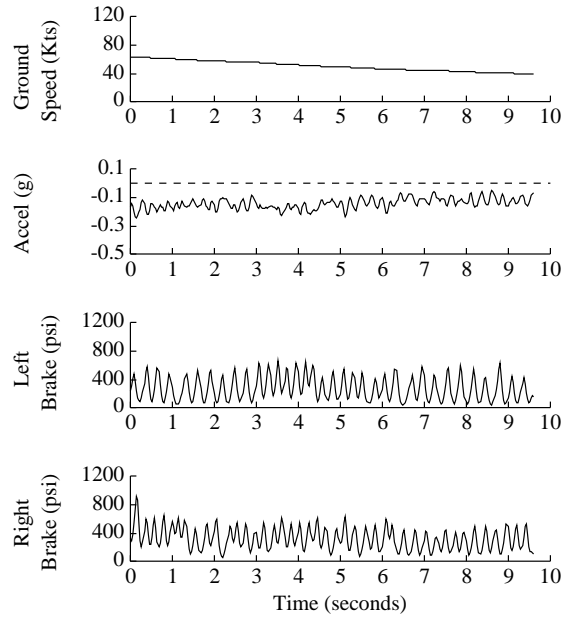 Ground
Speed (Kts)
120
80
40
0
0 1 2 3 4 5 6 7 8 9 10
Accel (g)
0.1
-0.1
-0.3
-0.5
0 1 2 3 4 5 6 7 8 9 10
Left
Brake (psi)
1200
800
400
0
0 1 2 3 4 5 6 7 8 9 10
Right
Brake (psi)
1200
800
400
0
0 1 2 3 4 5 6 7 8 9 10
Time (seconds)